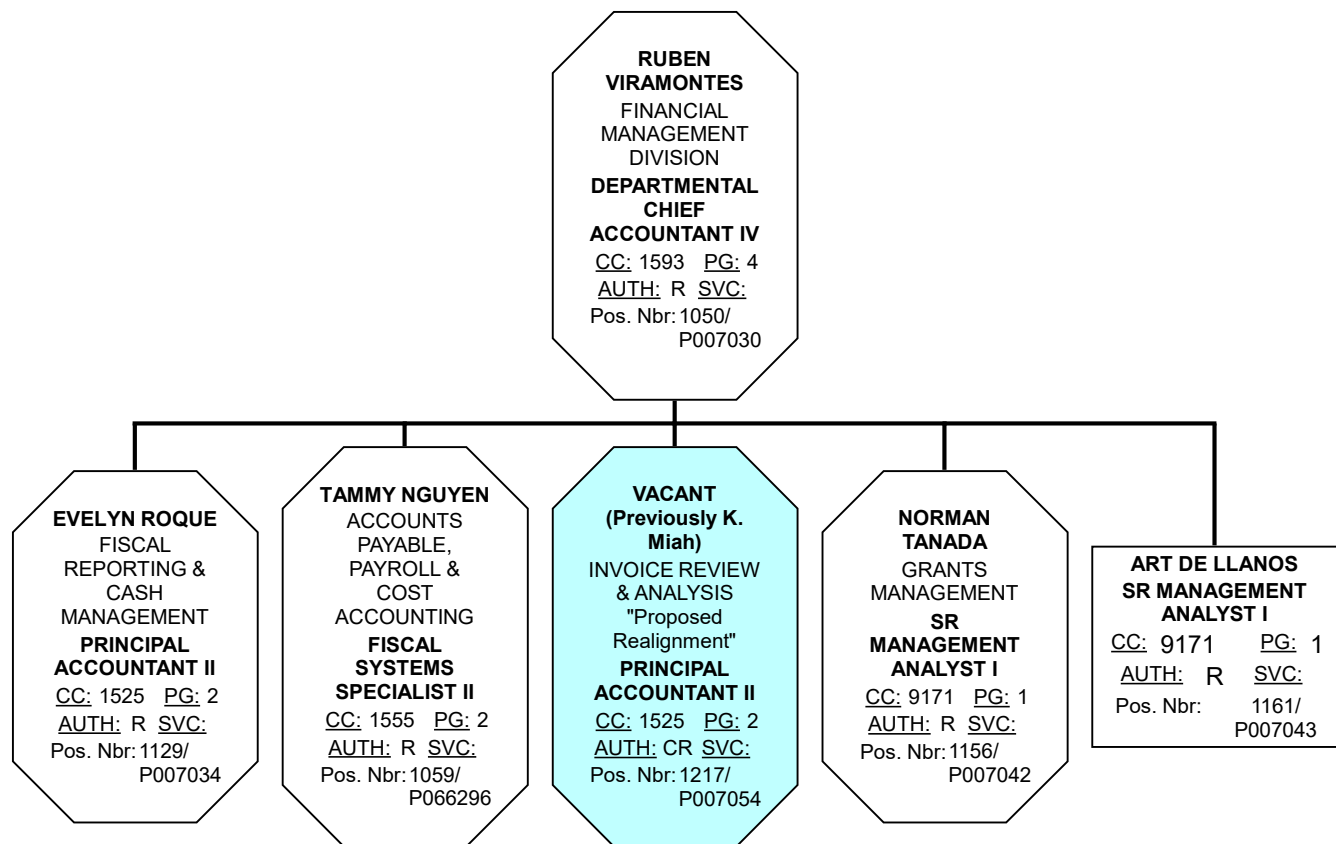 RUBEN
VIRAMONTES
FINANCIAL
MANAGEMENT
DIVISION
DEPARTMENTAL
CHIEF
ACCOUNTANT IV
CC: 1593 PG: 4
AUTH: R SVC:
Pos. Nbr: 1050/
P007030
EVELYN ROQUE
FISCAL
REPORTING &
CASH
MANAGEMENT
PRINCIPAL
ACCOUNTANT II
CC: 1525 PG: 2
AUTH: R SVC:
Pos. Nbr: 1129/
P007034
TAMMY NGUYEN
ACCOUNTS
PAYABLE,
PAYROLL &
COST
ACCOUNTING
FISCAL
SYSTEMS
SPECIALIST II
CC: 1555 PG: 2
AUTH: R SVC:
Pos. Nbr: 1059/
P066296
VACANT
(Previously K.
Miah)
INVOICE REVIEW
& ANALYSIS
"Proposed
Realignment"
PRINCIPAL
ACCOUNTANT II
CC: 1525 PG: 2
AUTH: CR SVC:
Pos. Nbr: 1217/
P007054
NORMAN
TANADA
GRANTS
MANAGEMENT
SR
MANAGEMENT
ANALYST I
CC: 9171 PG: 1
AUTH: R SVC:
Pos. Nbr: 1156/
P007042
ART DE LLANOS
SR MANAGEMENT
ANALYST I
CC: 9171 PG: 1
AUTH: R SVC:
Pos. Nbr: 1161/
P007043